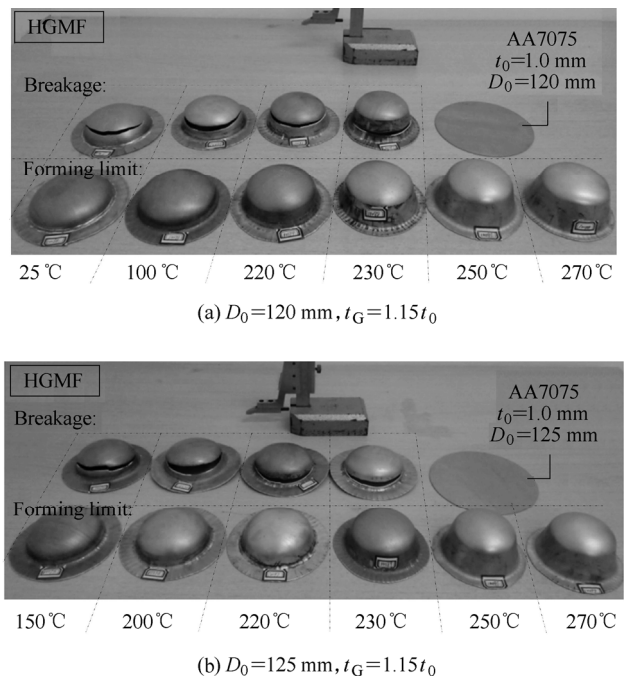 HGMF
AA7075
t₀=1.0 mm
D₀=120 mm
Breakage:
Forming limit:
25℃ 100℃ 220℃ 230℃ 250℃ 270℃
(a) D₀=120 mm, t_G=1.15t₀
HGMF
AA7075
t₀=1.0 mm
D₀=125 mm
Breakage:
Forming limit:
150℃ 200℃ 220℃ 230℃ 250℃ 270℃
(b) D₀=125 mm, t_G=1.15t₀